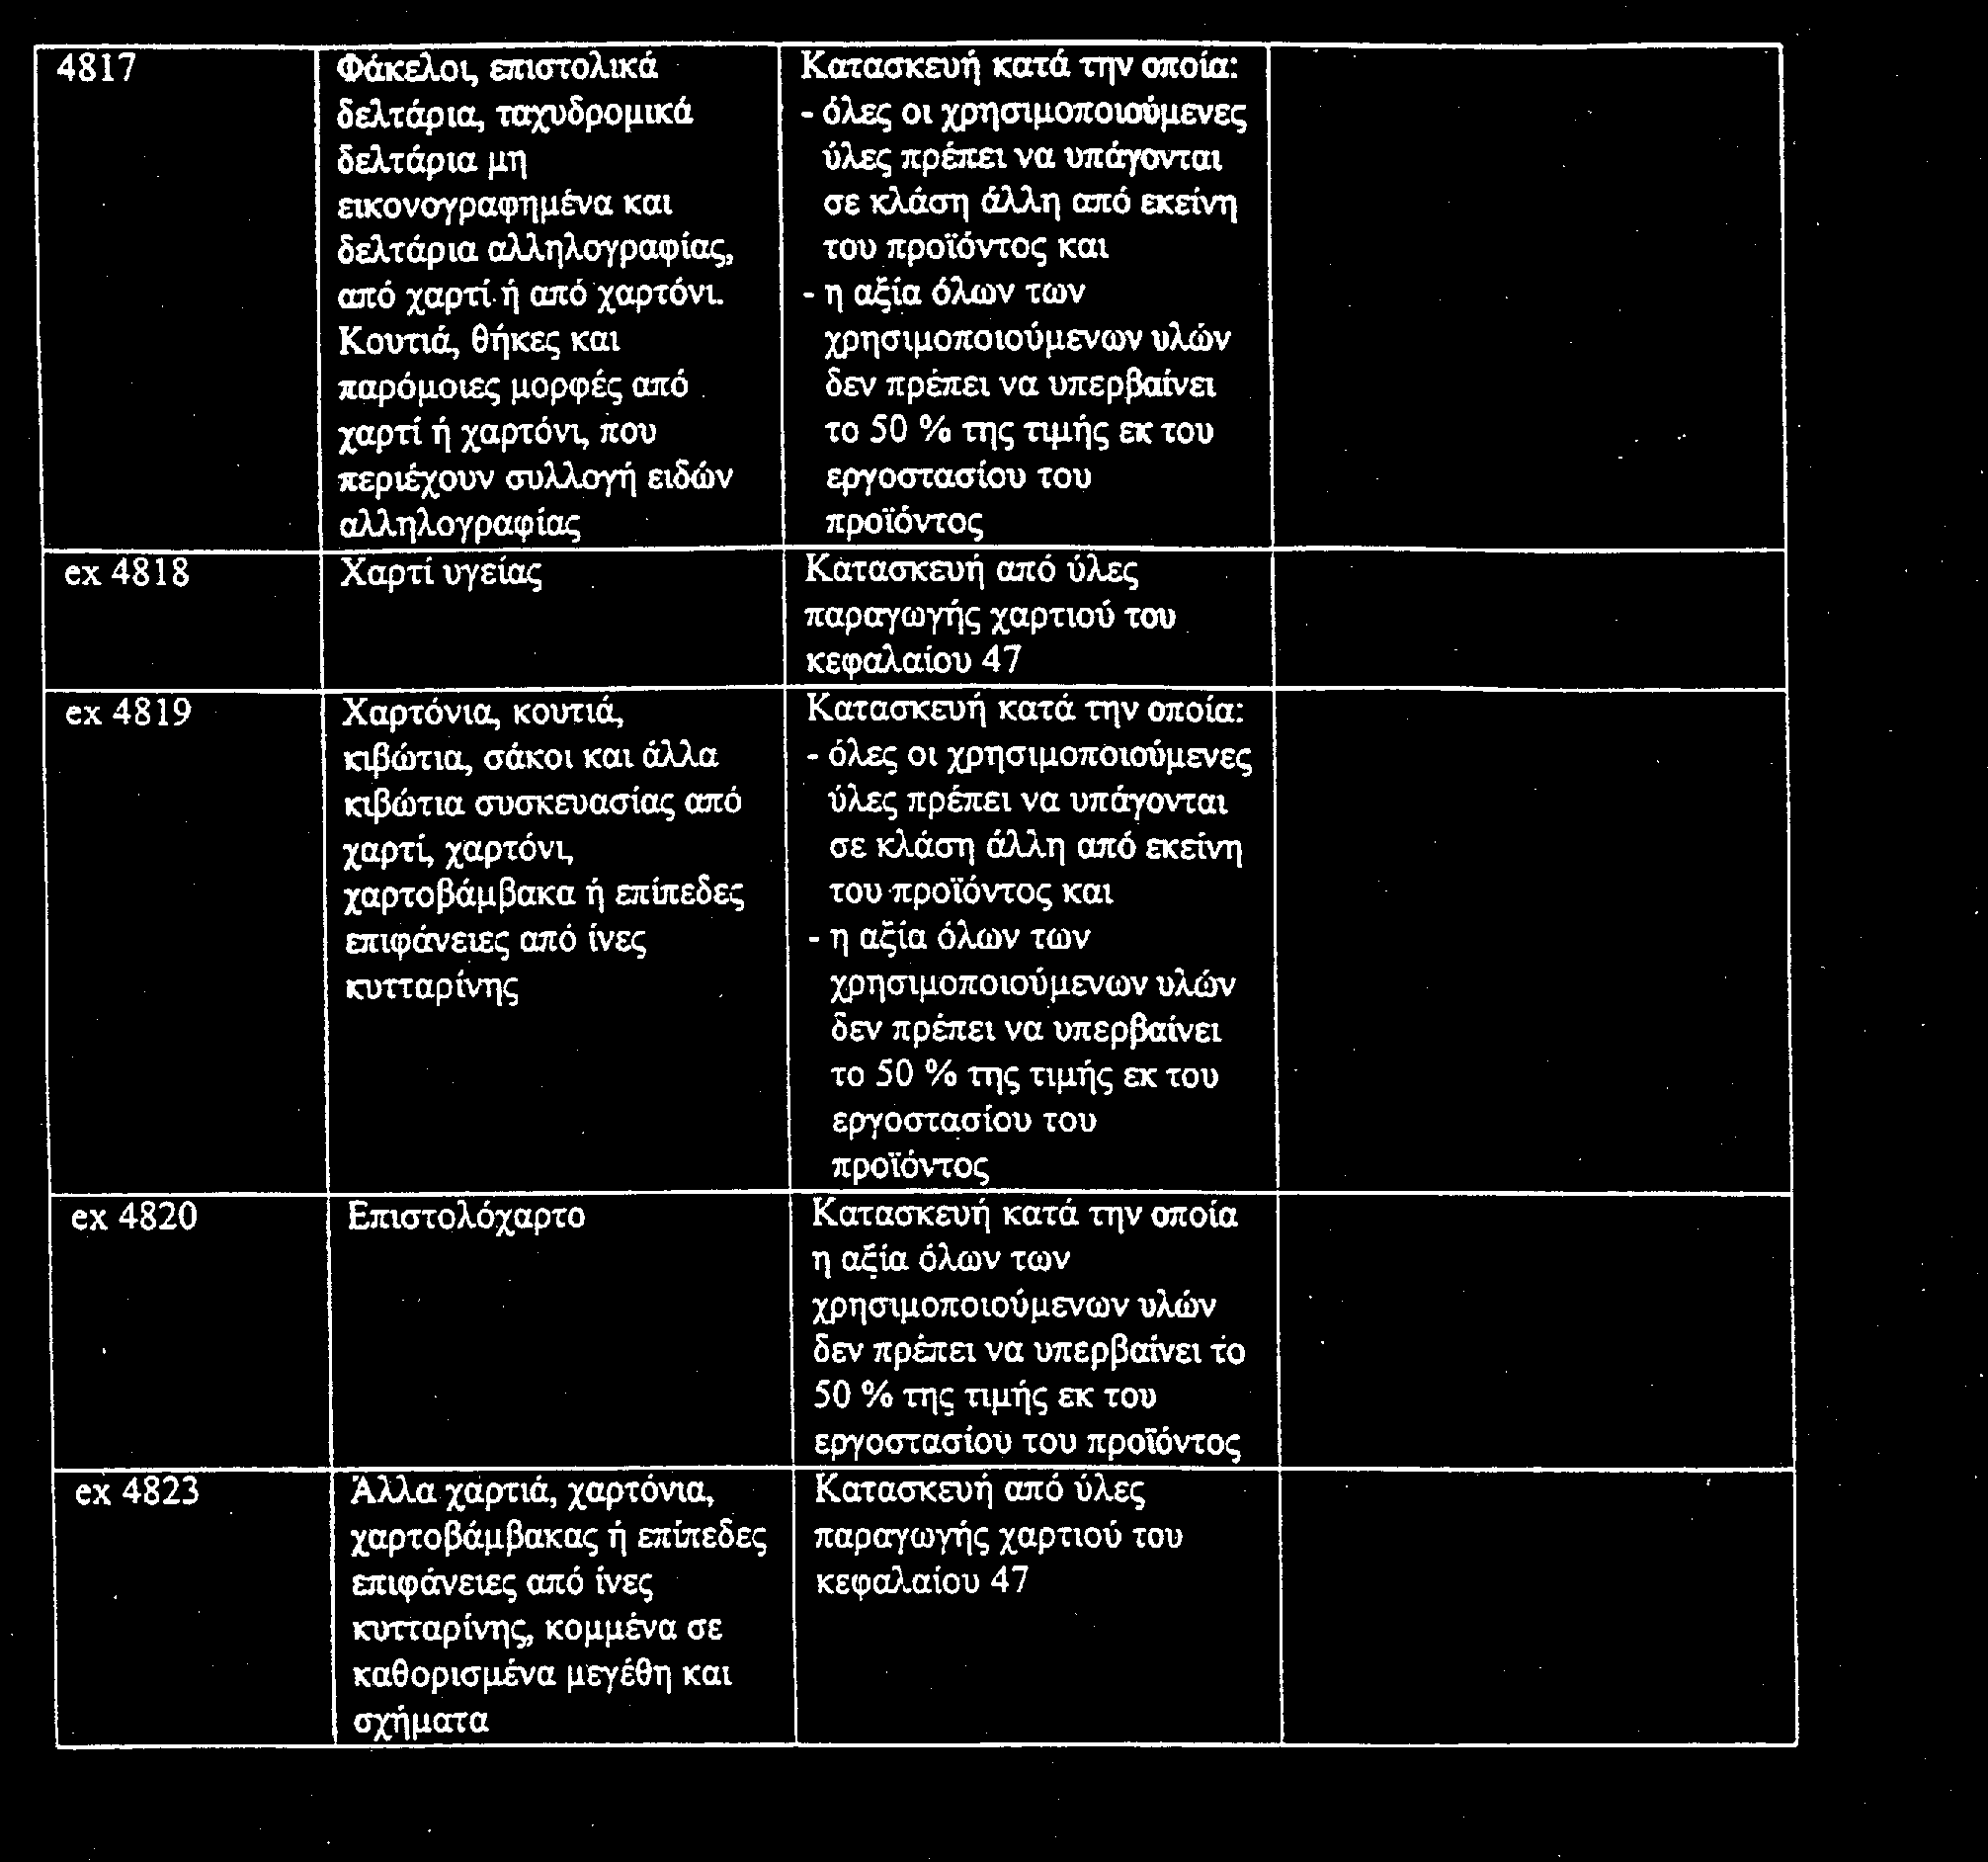 4817
Φάκελοι, επιστολικά
δελτάρια, ταχυδρομικά
δελτάρια μη
εικονογραφημένα και
δελτάρια αλληλογραφίας,
από χαρτί ή από χαρτόνι.
Κουτιά, θήκες και
παρόμοιες μορφές από
χαρτί ή χαρτόνι, που
περιέχουν συλλογή ειδών
αλληλογραφίας
Κατασκευή κατά την οποία:
- όλες οι χρησιμοποιούμενες
ύλες πρέπει να υπάγονται
σε κλάση άλλη από εκείνη
του προϊόντος και
- η αξία όλων των
χρησιμοποιούμενων υλών
δεν πρέπει να υπερβαίνει
το 50 % της τιμής εκ του
εργοστασίου του
προϊόντος
ex 4818
Χαρτί υγείας
Κατασκευή από ύλες
παραγωγής χαρτιού του
κεφαλαίου 47
ex 4819
Χαρτόνια, κουτιά,
κιβώτια, σάκοι και άλλα
κιβώτια συσκευασίας από
χαρτί, χαρτόνι,
χαρτοβάμβακα ή επίπεδες
επιφάνειες από ίνες
κυτταρίνης
Κατασκευή κατά την οποία:
- όλες οι χρησιμοποιούμενες
ύλες πρέπει να υπάγονται
σε κλάση άλλη από εκείνη
του προϊόντος και
- η αξία όλων των
χρησιμοποιούμενων υλών
δεν πρέπει να υπερβαίνει
το 50 % της τιμής εκ του
εργοστασίου του
προϊόντος
ex 4820
Επιστολόχαρτο
Κατασκευή κατά την οποία
η αξία όλων των
χρησιμοποιούμενων υλών
δεν πρέπει να υπερβαίνει το
50 % της τιμής εκ του
εργοστασίου του προϊόντος
ex 4823
Άλλα χαρτιά, χαρτόνια,
χαρτοβάμβακας ή επίπεδες
επιφάνειες από ίνες
κυτταρίνης, κομμένα σε
καθορισμένα μεγέθη και
σχήματα
Κατασκευή από ύλες
παραγωγής χαρτιού του
κεφαλαίου 47